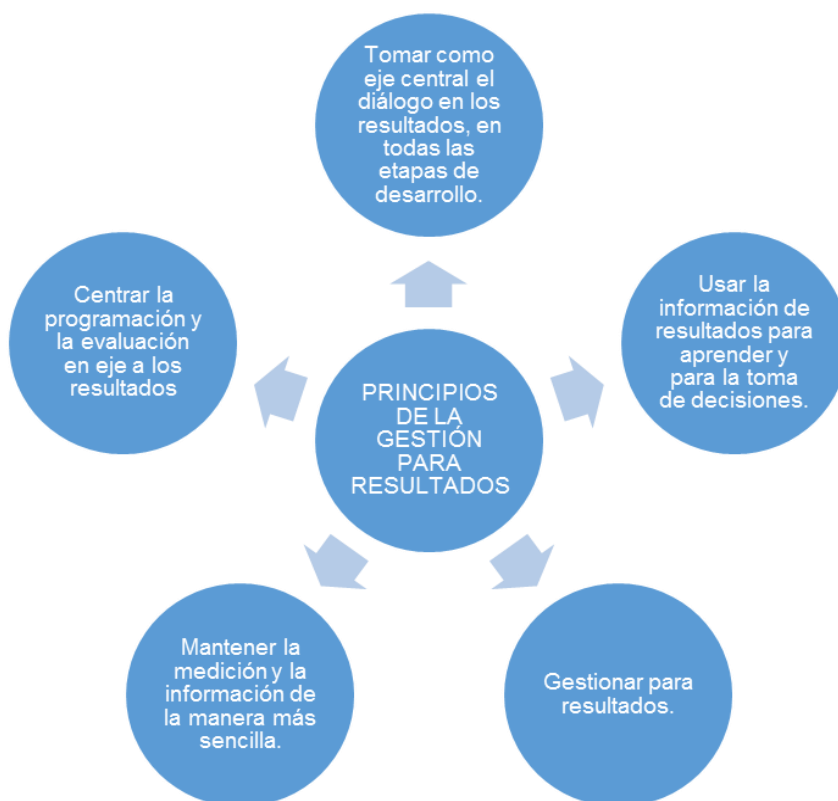 Tomar como
eje central el
diálogo en los
resultados, en
todas las
etapas de
desarrollo.
Centrar la
programación y
la evaluación
en eje a los
resultados
Usar la
información de
resultados para
aprender y
para la toma
de decisiones.
PRINCIPIOS
DE LA
GESTIÓN
PARA
RESULTADOS
Mantener la
medición y la
información de
la manera más
sencilla.
Gestionar para
resultados.